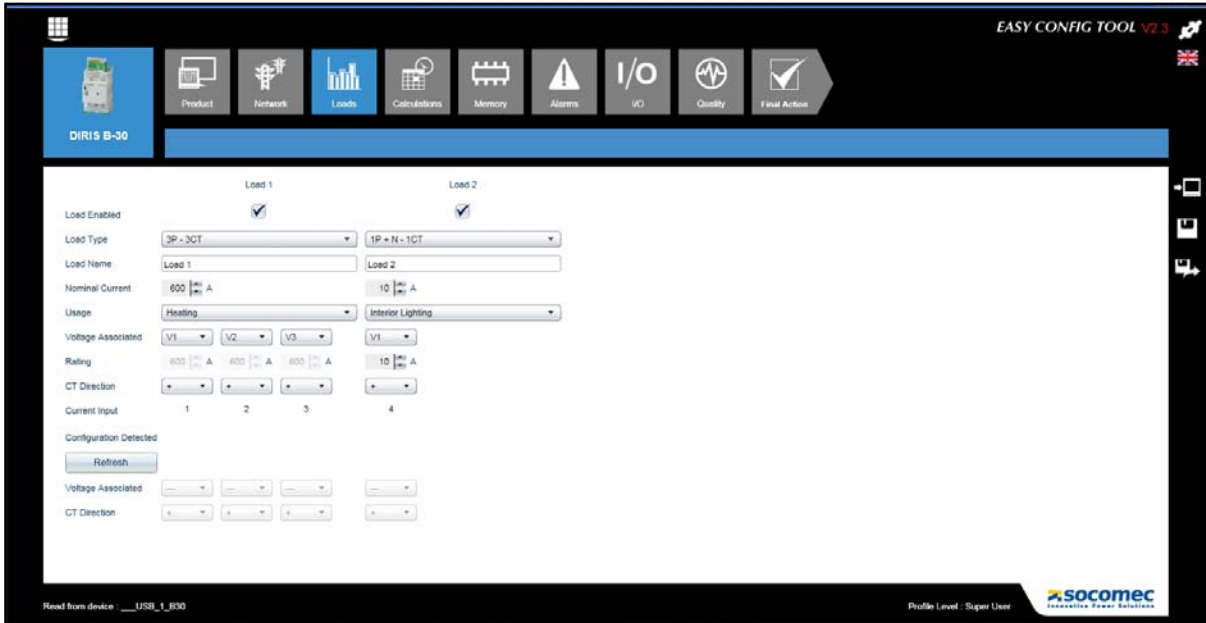 EASY CONFIG TOOL V2.3
I/O
Product Network Loads Calculations Memory Alarms I/O Quality Final Action
DIRIS B-30
Load 1 Load 2
Load Enabled
Load Type 3P - 3CT 1P + N - 1CT
Load Name Load 1 Load 2
Nominal Current 600 A 10 A
Usage Heating Interior Lighting
Voltage Associated V1 V2 V3 V1
Rating 600 A 600 A 600 A 10 A
CT Direction + + + +
Current Input 1 2 3 4
Configuration Detected
Refresh
Voltage Associated --- --- --- ---
CT Direction + + + +
Read from device : ___USB_1_B30
Profile Level : Super User
socomec
Innovative Power Solutions